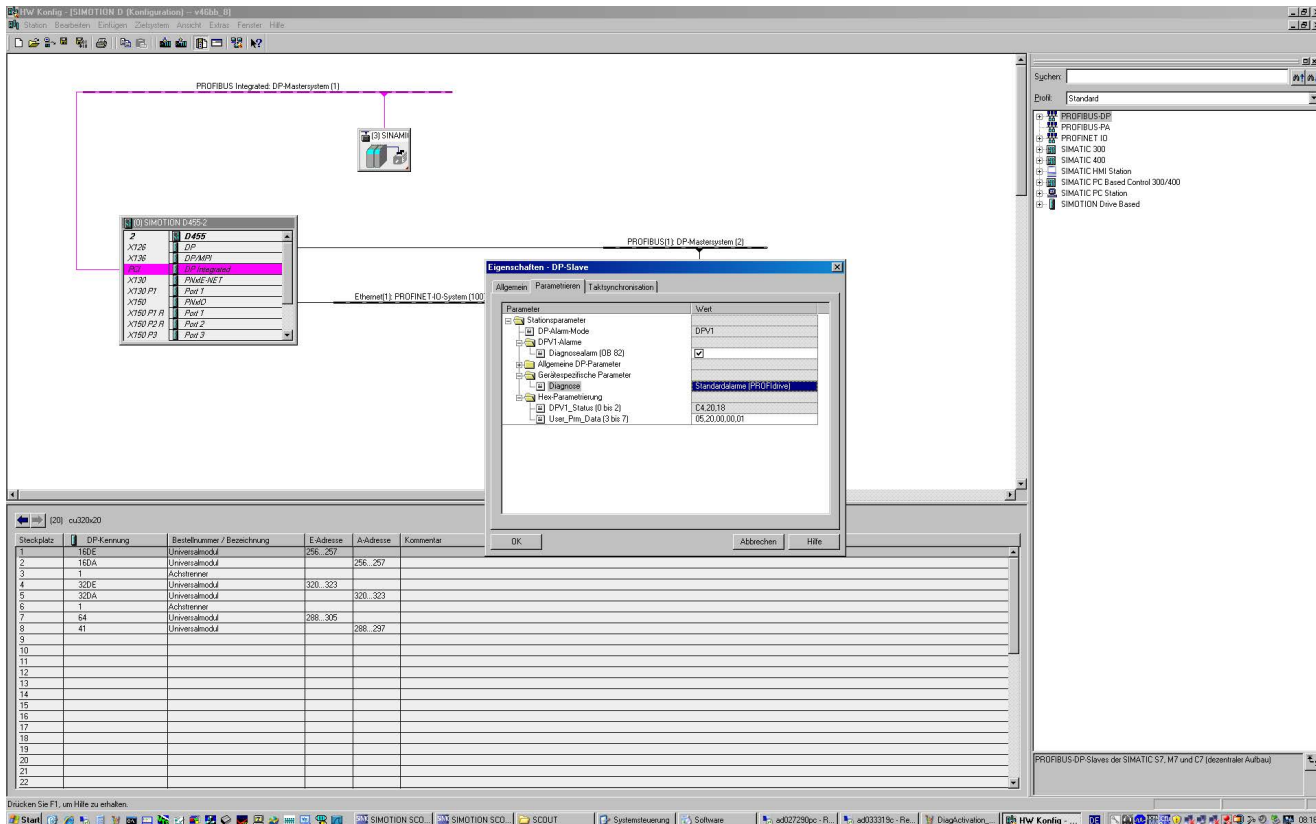 HW Konfig - [SIMOTION D (Konfiguration) -- v46bb_8]
Station Bearbeiten Einfügen Zielsystem Ansicht Extras Fenster Hilfe
PROFIBUS Integrated: DP-Mastersystem (1)
(3) SINAMI
(0) SIMOTION D455-2
2 D455
X126 DP
X136 DP/MPI
PCI DP Integrated
X130 PNxIE-NET
X130 P1 Port 1
X150 PNxIO
X150 P1 R Port 1
X150 P2 R Port 2
X150 P3 Port 3
PROFIBUS(1): DP-Mastersystem (2)
Ethernet(1): PROFINET-IO-System (100
Eigenschaften - DP-Slave
Allgemein Parametrieren Taktsynchronisation
Parameter Wert
Stationsparameter
DP-Alarm-Mode DPV1
DPV1-Alarme
Diagnosealarm (OB 82)
Allgemeine DP-Parameter
Gerätespezifische Parameter
Diagnose Standardalarme (PROFIdrive)
Hex-Parametrierung
DPV1_Status (0 bis 2) C4,20,18
User_Prm_Data (3 bis 7) 05,20,00,00,01
OK Abbrechen Hilfe
Suchen:
Profil: Standard
PROFIBUS-DP
PROFIBUS-PA
PROFINET IO
SIMATIC 300
SIMATIC 400
SIMATIC HMI Station
SIMATIC PC Based Control 300/400
SIMATIC PC Station
SIMOTION Drive Based
(20) cu320x20
Steckplatz DP-Kennung Bestellnummer / Bezeichnung E-Adresse A-Adresse Kommentar
1 16DE Universalmodul 256...257
2 16DA Universalmodul 256...257
3 1 Achstrenner
4 32DE Universalmodul 320...323
5 32DA Universalmodul 320...323
6 1 Achstrenner
7 64 Universalmodul 288...305
8 41 Universalmodul 288...297
9
10
11
12
13
14
15
16
17
18
19
20
21
22
PROFIBUS-DP-Slaves der SIMATIC S7, M7 und C7 (dezentraler Aufbau)
Drücken Sie F1, um Hilfe zu erhalten.
Start SIMOTION SCO... SIMOTION SCO... SCOUT Systemsteuerung Software ad027290pc - R... ad033319c - Re... DiagActivation_... HW Konfig - ... DE